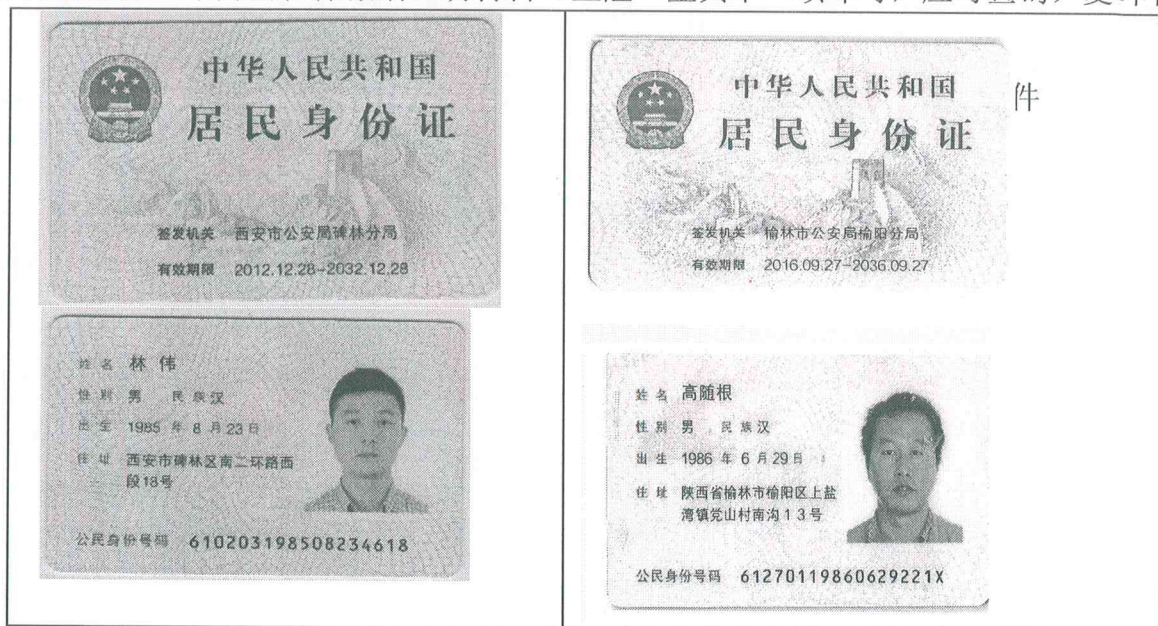 中华人民共和国
居民身份证
签发机关 西安市公安局碑林分局
有效期限 2012.12.28-2032.12.28
姓名 林伟
性别 男 民族汉
出生 1985 年 8 月 23 日
住址 西安市碑林区南二环路西
段18号
公民身份号码 610203198508234618
中华人民共和国
件
居民身份证
签发机关 榆林市公安局榆阳分局
有效期限 2016.09.27-2036.09.27
姓名 高随根
性别 男 民族汉
出生 1986 年 6 月 29 日
住址 陕西省榆林市榆阳区上盐
湾镇党山村南沟13号
公民身份号码 61270119860629221X